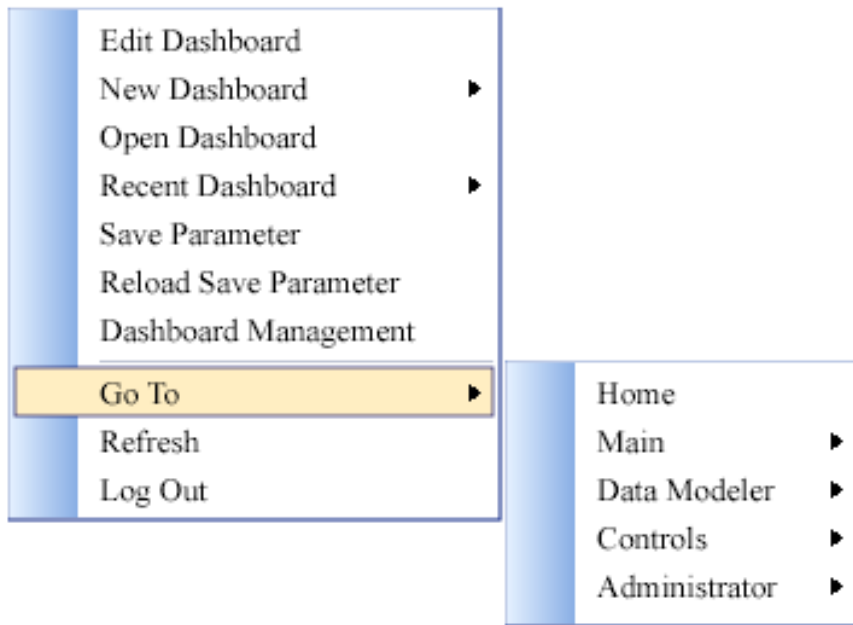 Edit Dashboard
New Dashboard
Open Dashboard
Recent Dashboard
Save Parameter
Reload Save Parameter
Dashboard Management
Go To
Refresh
Log Out
Home
Main
Data Modeler
Controls
Administrator